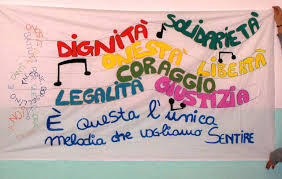 SOLIDARIETÀ
DIGNITÀ
ONESTÀ
LIBERTÀ
CORAGGIO
LEGALITÀ
GIUSTIZIA
È QUESTA L'UNICA
MELODIA CHE VOGLIAMO SENTIRE